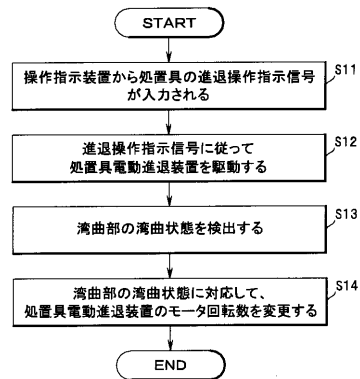 START
S11
操作指示装置から処置具の進退操作指示信号
が入力される
S12
進退操作指示信号に従って
処置具電動進退装置を駆動する
S13
湾曲部の湾曲状態を検出する
S14
湾曲部の湾曲状態に対応して、
処置具電動進退装置のモータ回転数を変更する
END